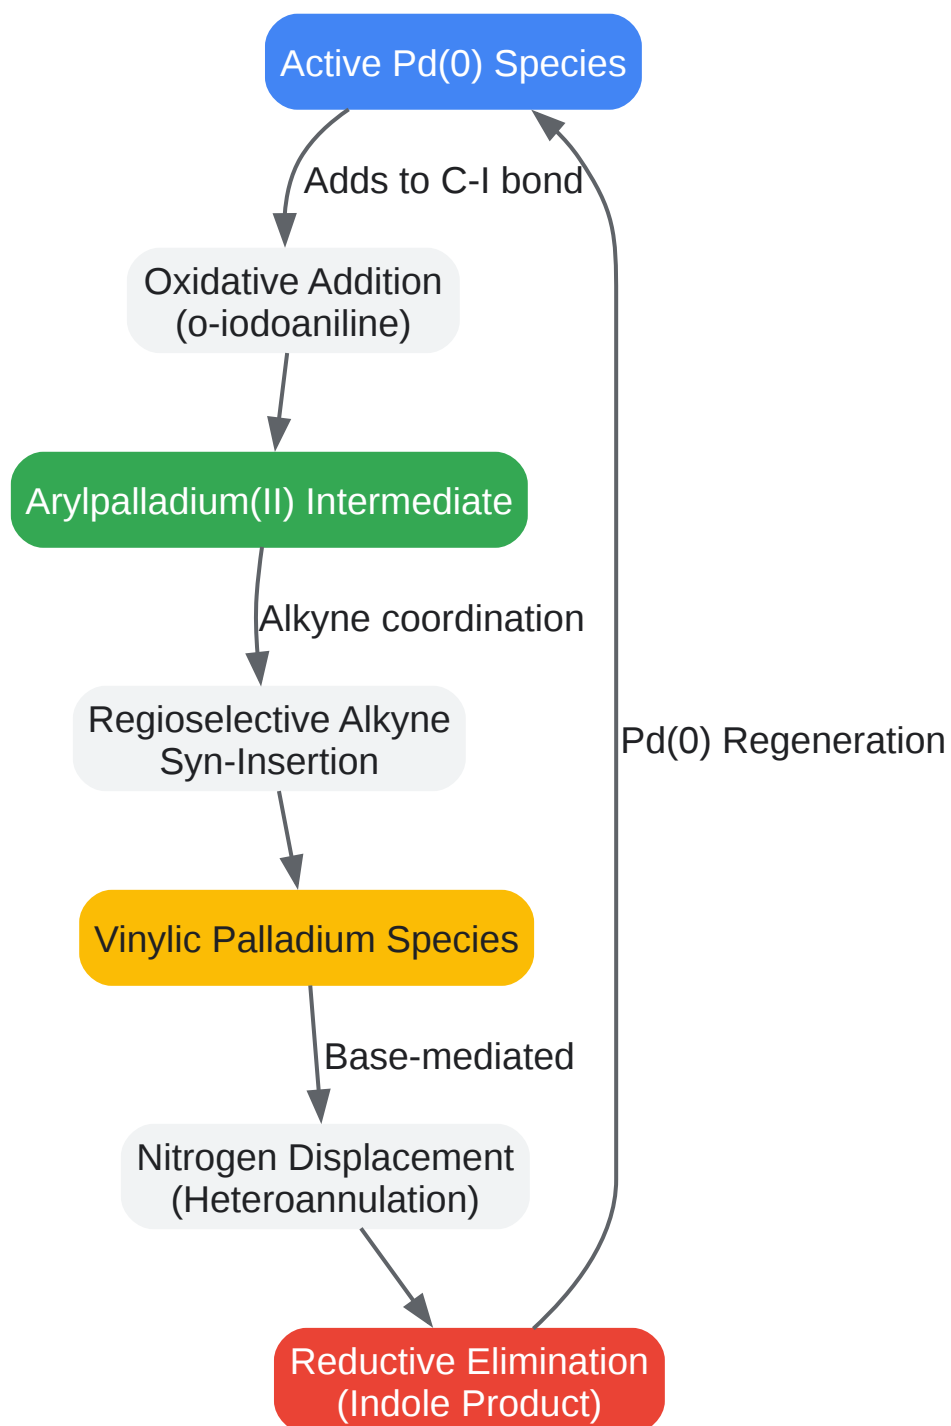 Active Pd(0) Species
Adds to C-I bond
Oxidative Addition
(o-iodoaniline)
Arylpalladium(II) Intermediate
Alkyne coordination
Regioselective Alkyne
Syn-Insertion
Pd(0) Regeneration
Vinylic Palladium Species
Base-mediated
Nitrogen Displacement
(Heteroannulation)
Reductive Elimination
(Indole Product)